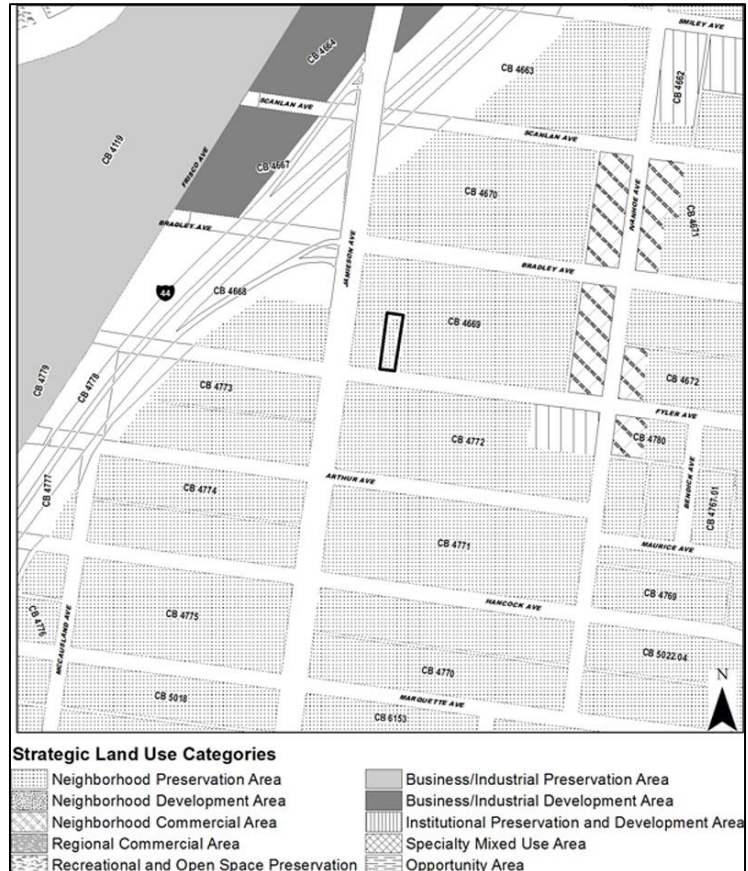 SMILEY AVE
CB 4664
CB 4663
CB 4662
SCANLAN AVE
SCANLAN AVE
CB 4119
FRISCO AVE
CB 4667
CB 4670
IVANHOE AVE
CB 4671
BRADLEY AVE
JAMIESON AVE
BRADLEY AVE
44
CB 4668
CB 4669
CB 4779
CB 4778
CB 4773
CB 4672
FYLER AVE
CB 4772
CB 4780
BENDICK AVE
CB 4777
CB 4774
ARTHUR AVE
CB 4767.01
CB 4771
MAURICE AVE
CB 4769
HANCOCK AVE
CB 4776
MCCAUSLAND AVE
CB 4775
CB 5022.04
CB 4770
N
CB 5018
MARQUETTE AVE
CB 6153
Strategic Land Use Categories
Neighborhood Preservation Area
Neighborhood Development Area
Neighborhood Commercial Area
Regional Commercial Area
Recreational and Open Space Preservation
Business/Industrial Preservation Area
Business/Industrial Development Area
Institutional Preservation and Development Area
Specialty Mixed Use Area
Opportunity Area